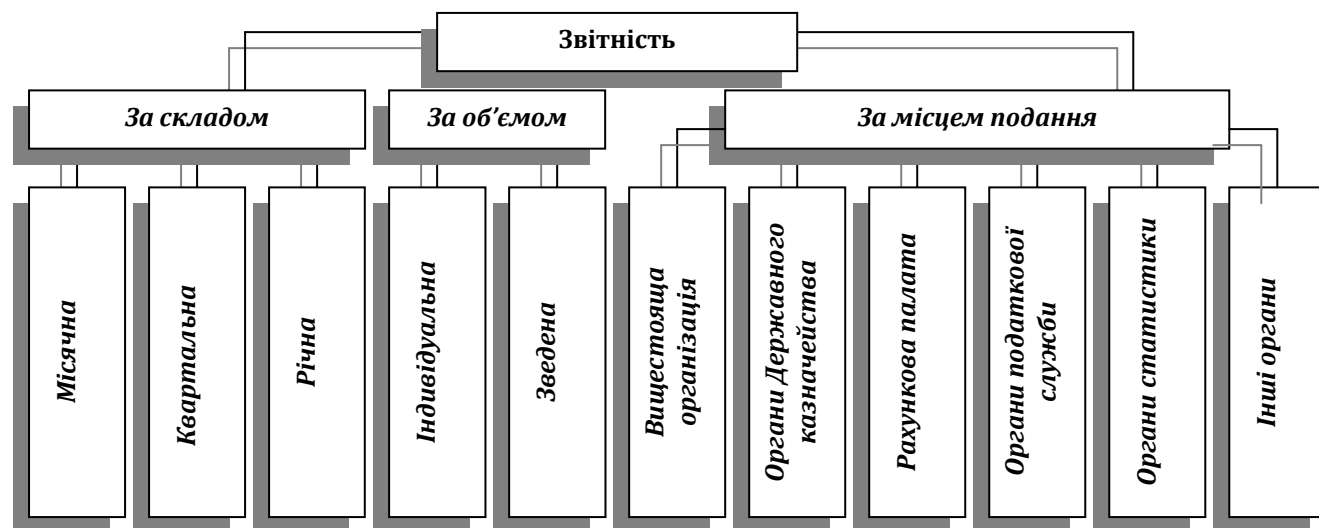 Звітність
За складом
За об’ємом
За місцем подання
Місячна
Квартальна
Річна
Індивідуальна
Зведена
Вищестояща
організація
Органи Державного
казначейства
Рахункова палата
Органи податкової
служби
Органи статистики
Інші органи